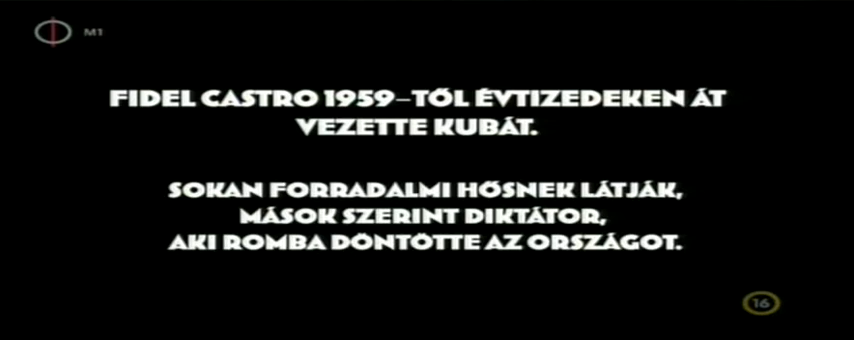 M1
FIDEL CASTRO 1959-TŐL ÉVTIZEDEKEN ÁT
VEZETTE KUBÁT.
SOKAN FORRADALMI HŐSNEK LÁTJÁK,
MÁSOK SZERINT DIKTÁTOR,
AKI ROMBA DÖNTÖTTE AZ ORSZÁGOT.
16